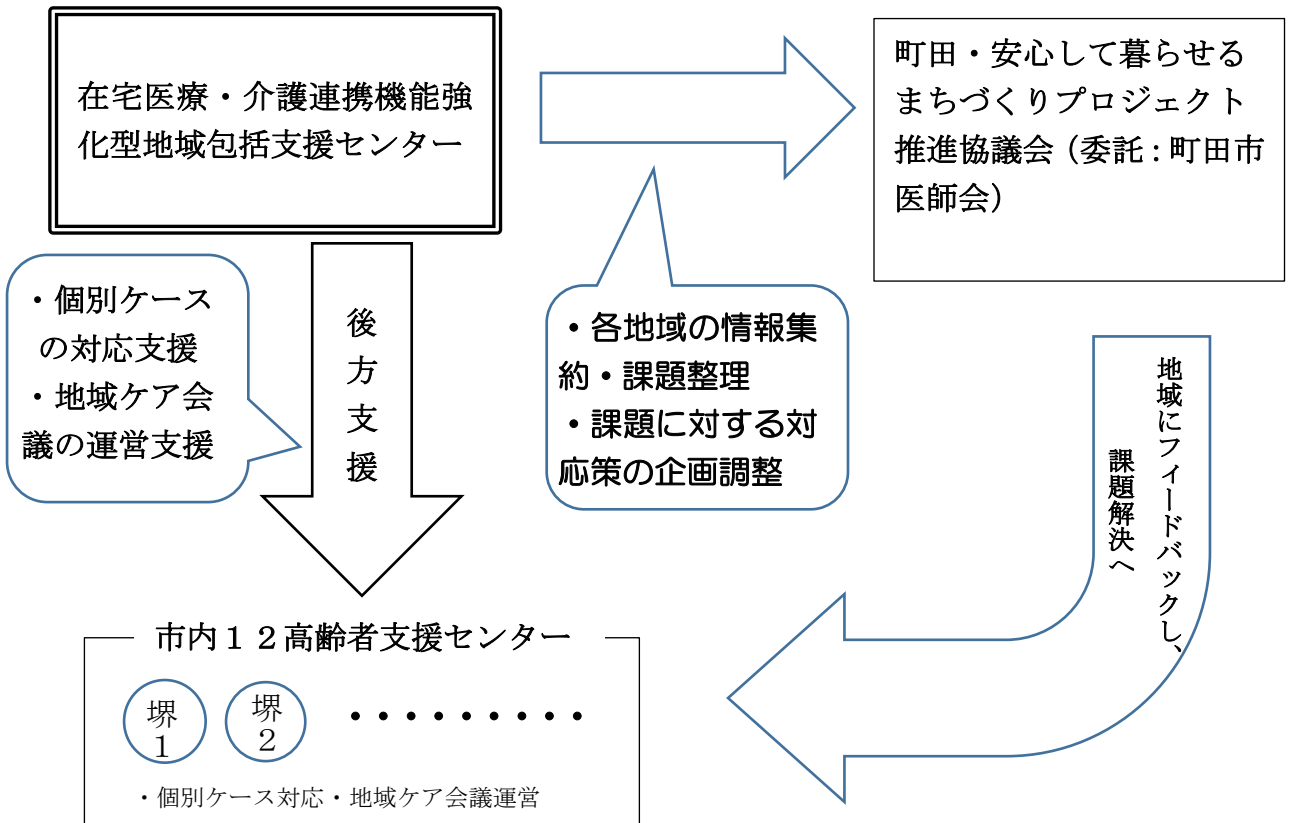 在宅医療・介護連携機能強
化型地域包括支援センター
町田・安心して暮らせる
まちづくりプロジェクト
推進協議会（委託：町田市
医師会）
・個別ケース
の対応支援
・地域ケア会
議の運営支援
後方支援
・各地域の情報集
約・課題整理
・課題に対する対
応策の企画調整
地域にフィードバックし、
課題解決へ
市内１２高齢者支援センター
堺
1
堺
2
・・・・・・・・・
・個別ケース対応・地域ケア会議運営